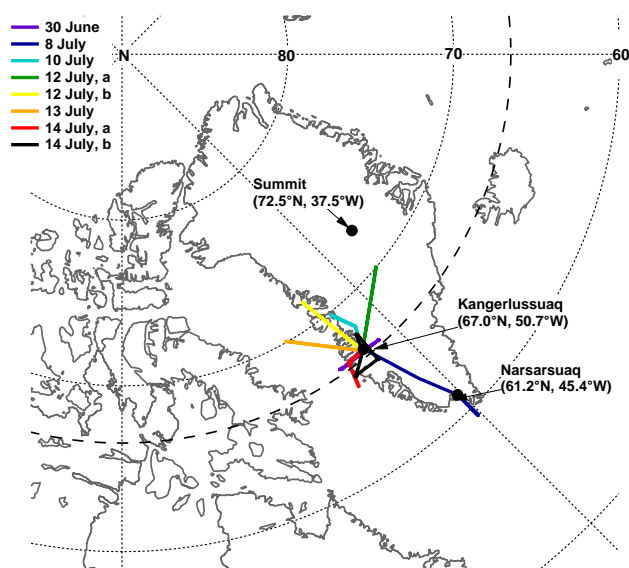 30 June
8 July
10 July
12 July, a
12 July, b
13 July
14 July, a
14 July, b
N
80
70
60
Summit
(72.5°N, 37.5°W)
Kangerlussuaq
(67.0°N, 50.7°W)
Narsarsuaq
(61.2°N, 45.4°W)